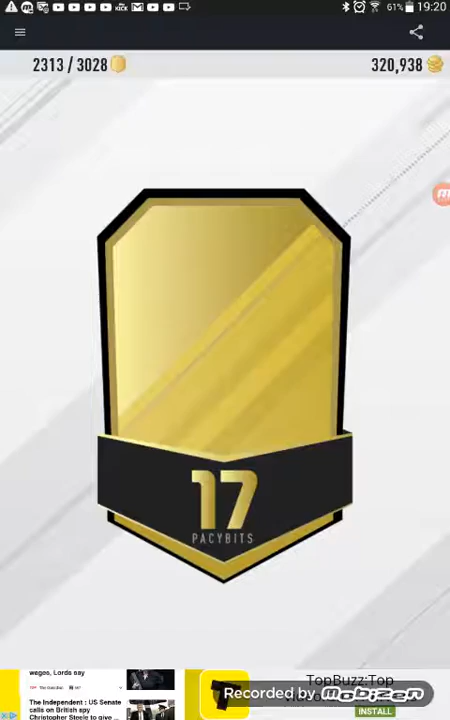 KICK
61% 19:20
2313 / 3028
320,938
17
PACYBITS
wages, Lords say
The Independent : US Senate
calls on British spy
Christopher Steele to give
TopBuzz:Top
Recorded by Mobizen
INSTALL